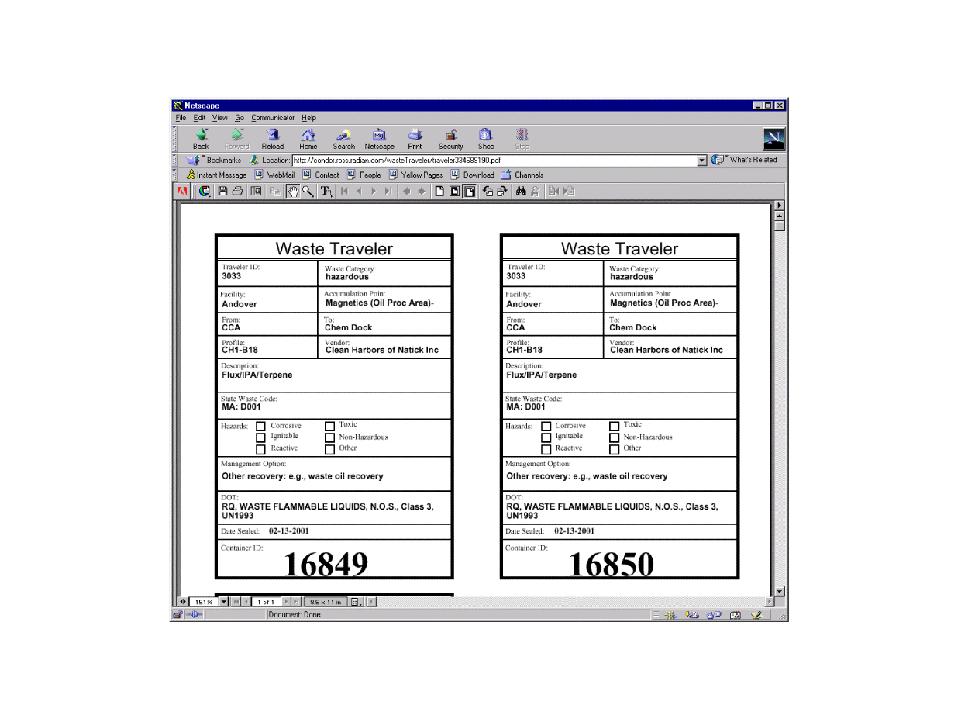 Netscape
File Edit View Go Communicator Help
Back Forward Reload Home Search Netscape Print Security Shop Stop
Bookmarks Location: What's Related
Instant Message WebMail Contact People Yellow Pages Download Channels
Waste Traveler
Traveler ID:
3033
Waste Category
hazardous
Facility:
Andover
Accumulation Point:
Magnetics (Oil Proc Area)-
From:
CCA
To:
Chem Dock
Profile:
CH1-B18
Vendor:
Clean Harbors of Natick Inc
Description:
Flux/IPA/Terpene
State Waste Code:
MA: D001
Hazards: Corrosive Toxic
Ignitable Non-Hazardous
Reactive Other
Management Option:
Other recovery: e.g., waste oil recovery
DOT:
RQ, WASTE FLAMMABLE LIQUIDS, N.O.S., Class 3,
UN1993
Date Sealed: 02-13-2001
Container ID:
16849
Waste Traveler
Traveler ID:
3033
Waste Category
hazardous
Facility:
Andover
Accumulation Point
Magnetics (Oil Proc Area)-
From:
CCA
To:
Chem Dock
Profile:
CH1-B18
Vendor:
Clean Harbors of Natick Inc
Description:
Flux/IPA/Terpene
State Waste Code:
MA: D001
Hazards: Corrosive Toxic
Ignitable Non-Hazardous
Reactive Other
Management Option:
Other recovery: e.g., waste oil recovery
DOT:
RQ, WASTE FLAMMABLE LIQUIDS, N.O.S., Class 3,
UN1993
Date Sealed: 02-13-2001
Container ID:
16850
1 of 1
Document: Done